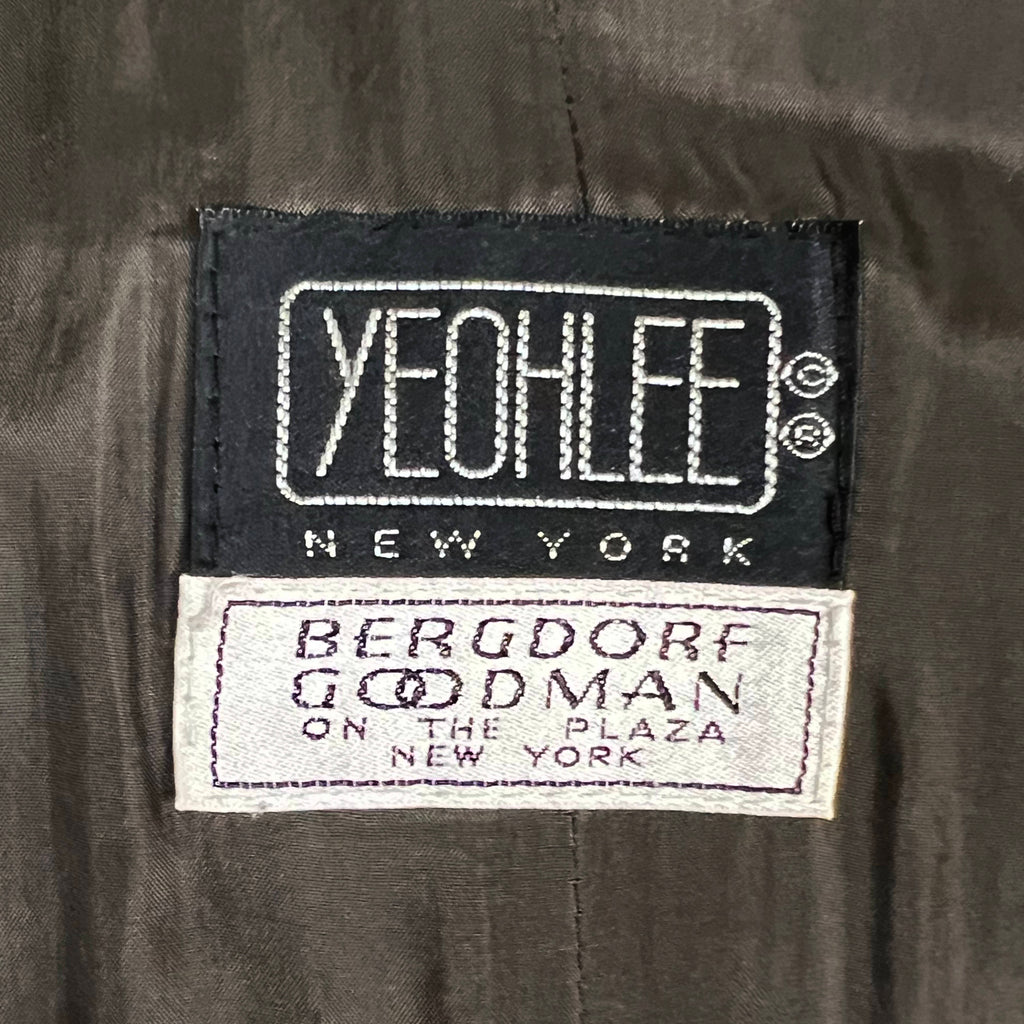 YEOHLEE
©
®
NEW YORK
BERGDORF
GOODMAN
ON THE PLAZA
NEW YORK